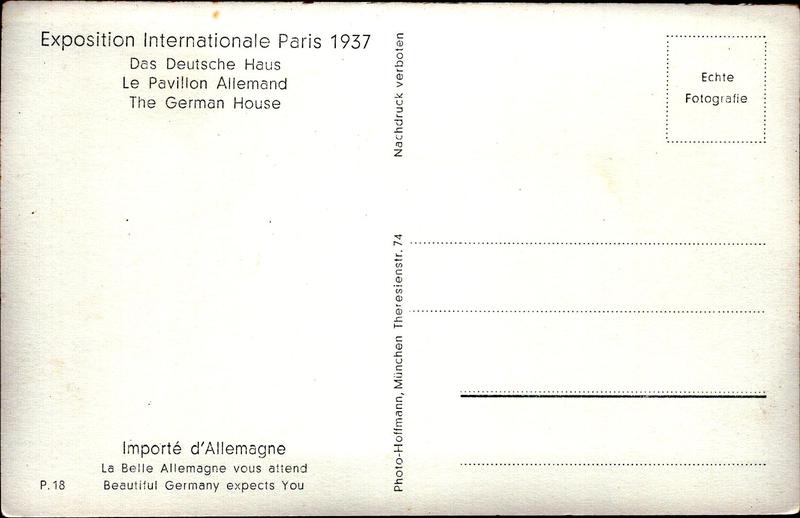 Exposition Internationale Paris 1937
Das Deutsche Haus
Le Pavillon Allemand
The German House
Importé d'Allemagne
La Belle Allemagne vous attend
P.18 Beautiful Germany expects You
Nachdruck verboten
Photo-Hoffmann, München Theresienstr. 74
Echte
Fotografie